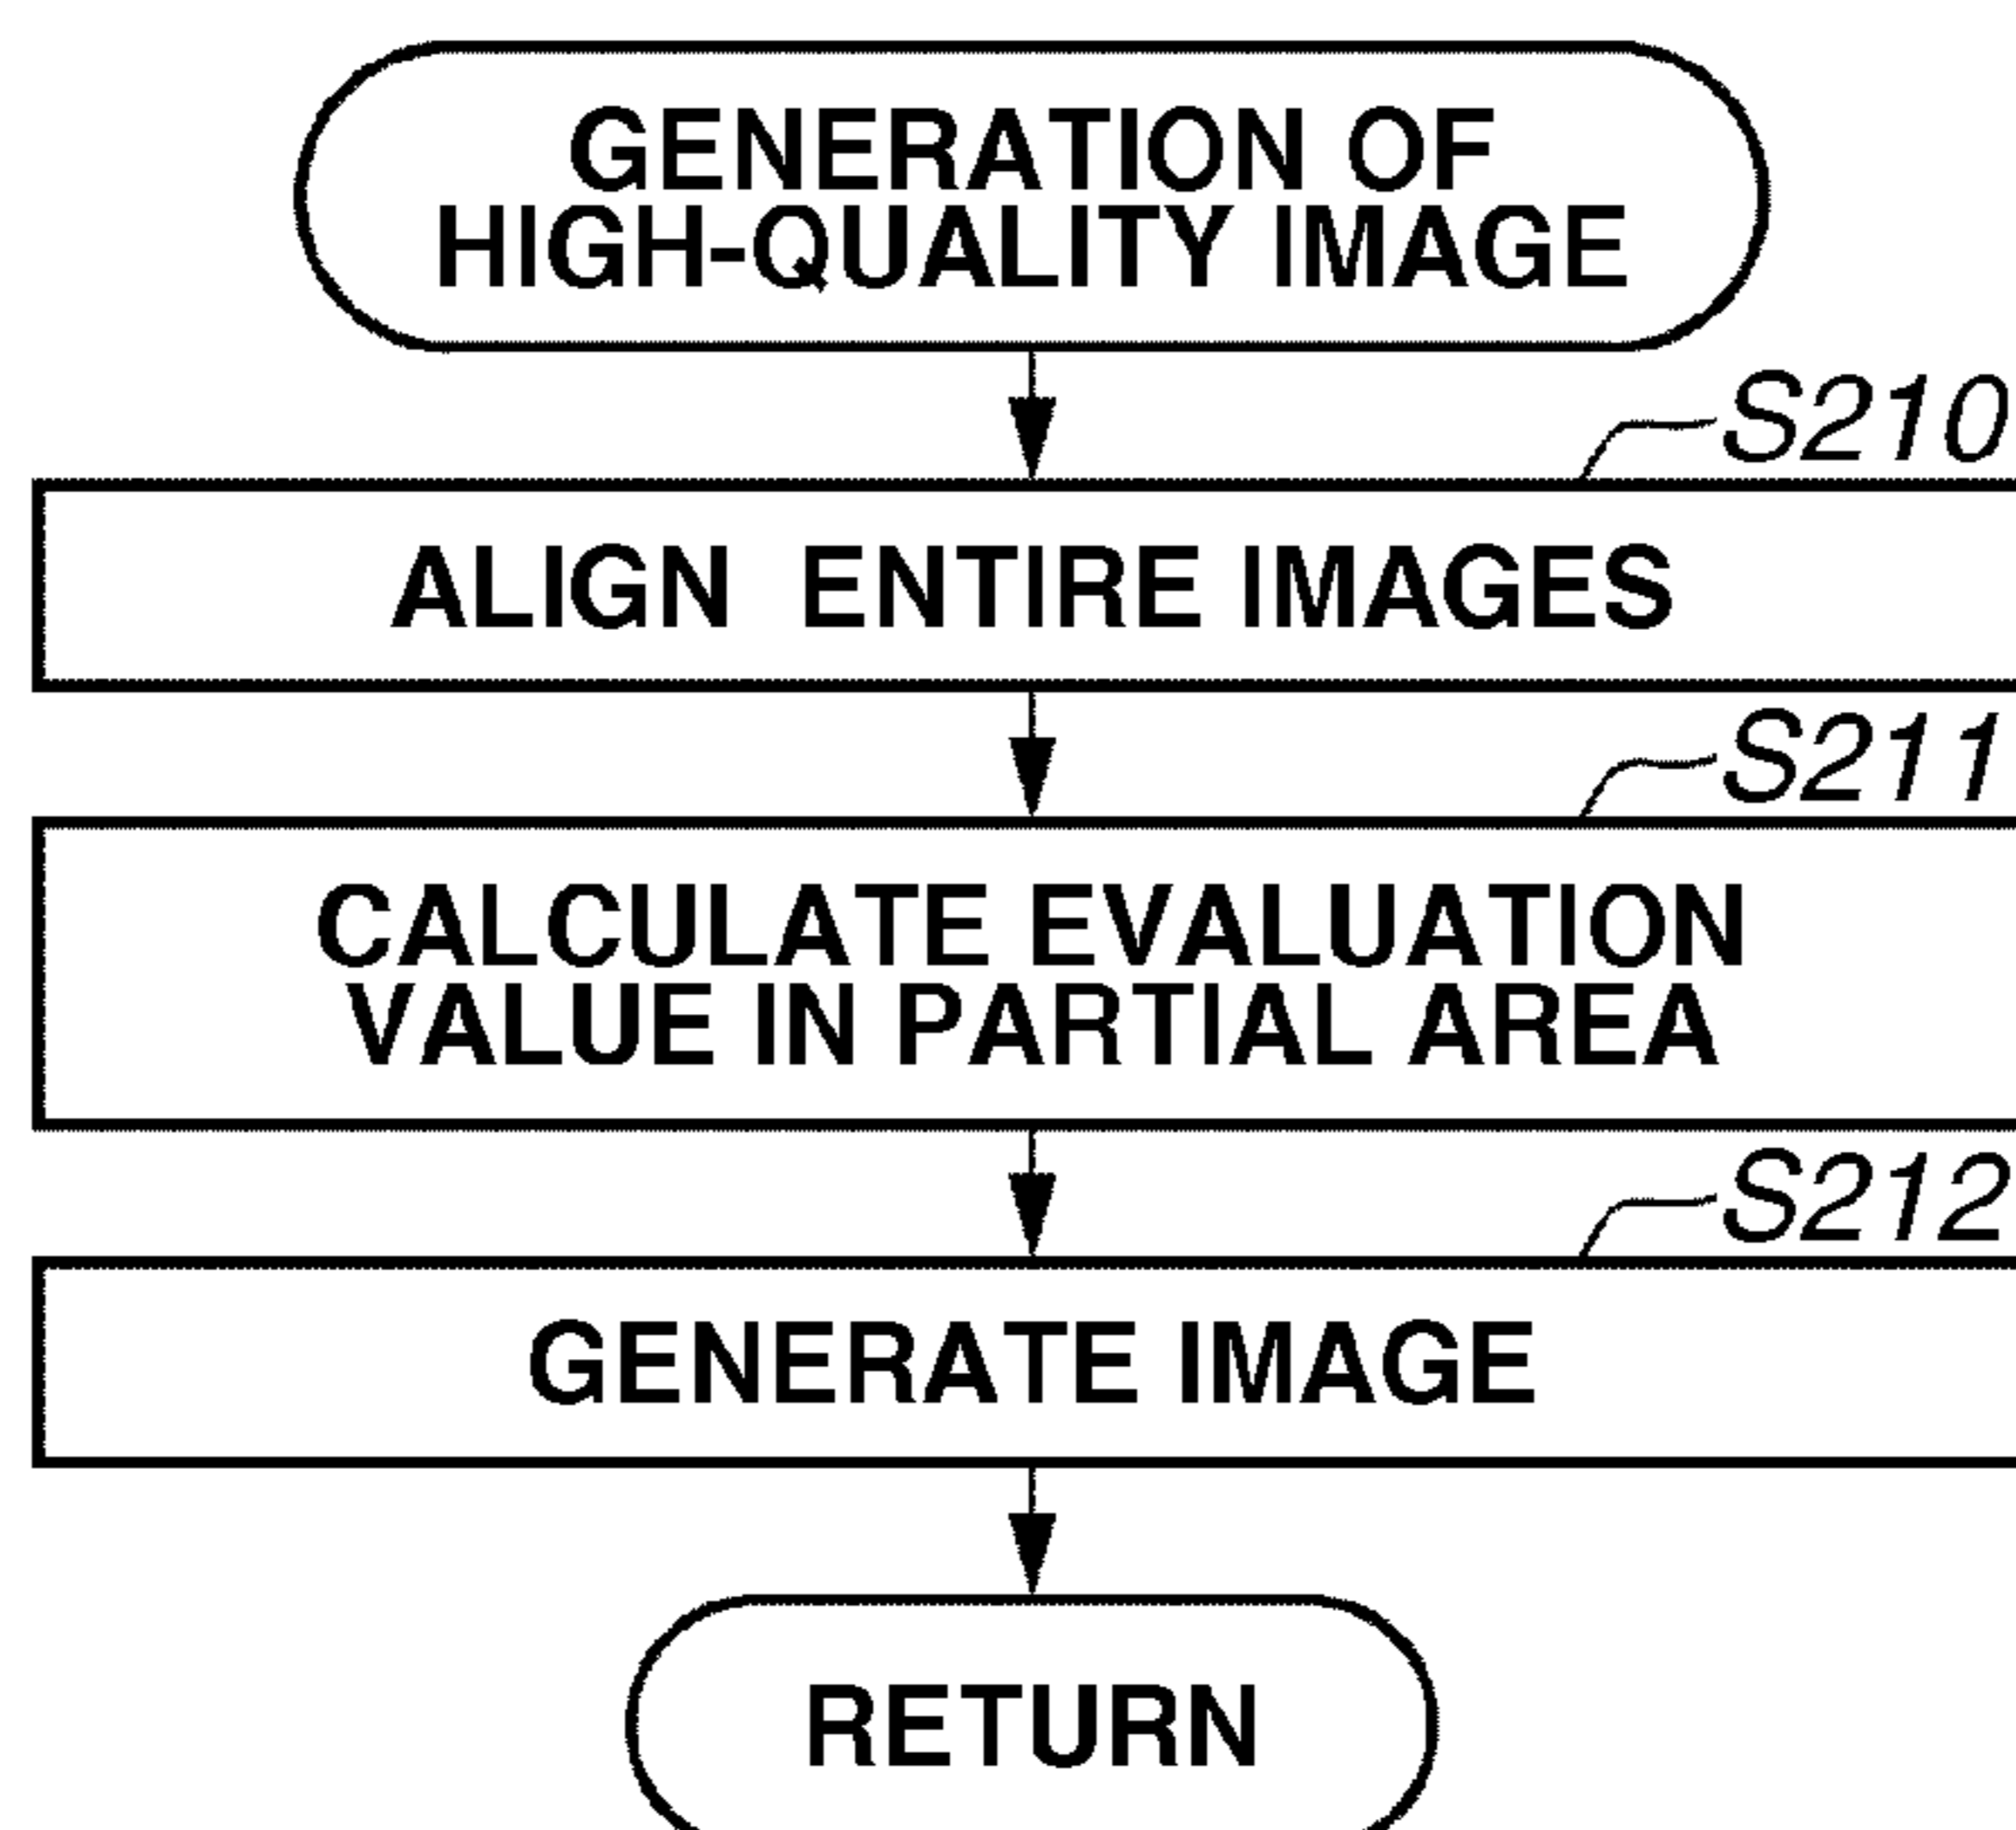 GENERATION OF
HIGH-QUALITY IMAGE
S210
ALIGN ENTIRE IMAGES
S211
CALCULATE EVALUATION
VALUE IN PARTIAL AREA
S212
GENERATE IMAGE
RETURN